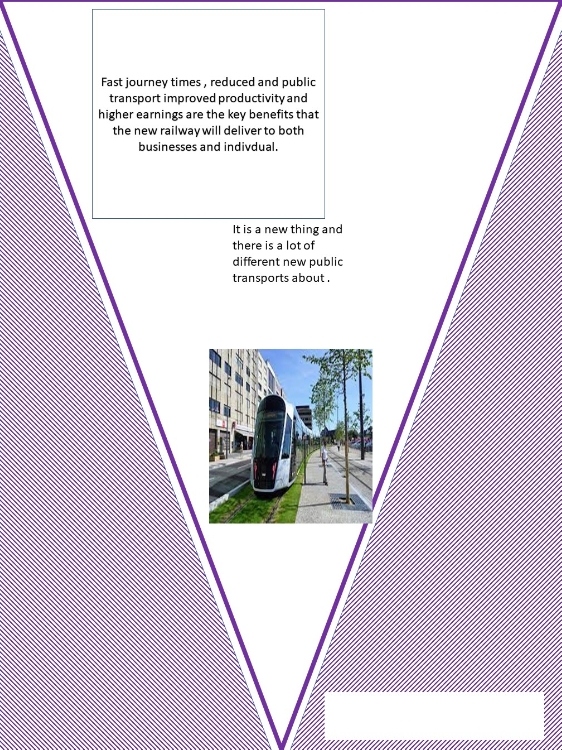 Fast journey times , reduced and public
transport improved productivity and
higher earnings are the key benefits that
the new railway will deliver to both
businesses and indivdual.
It is a new thing and
there is a lot of
different new public
transports about .